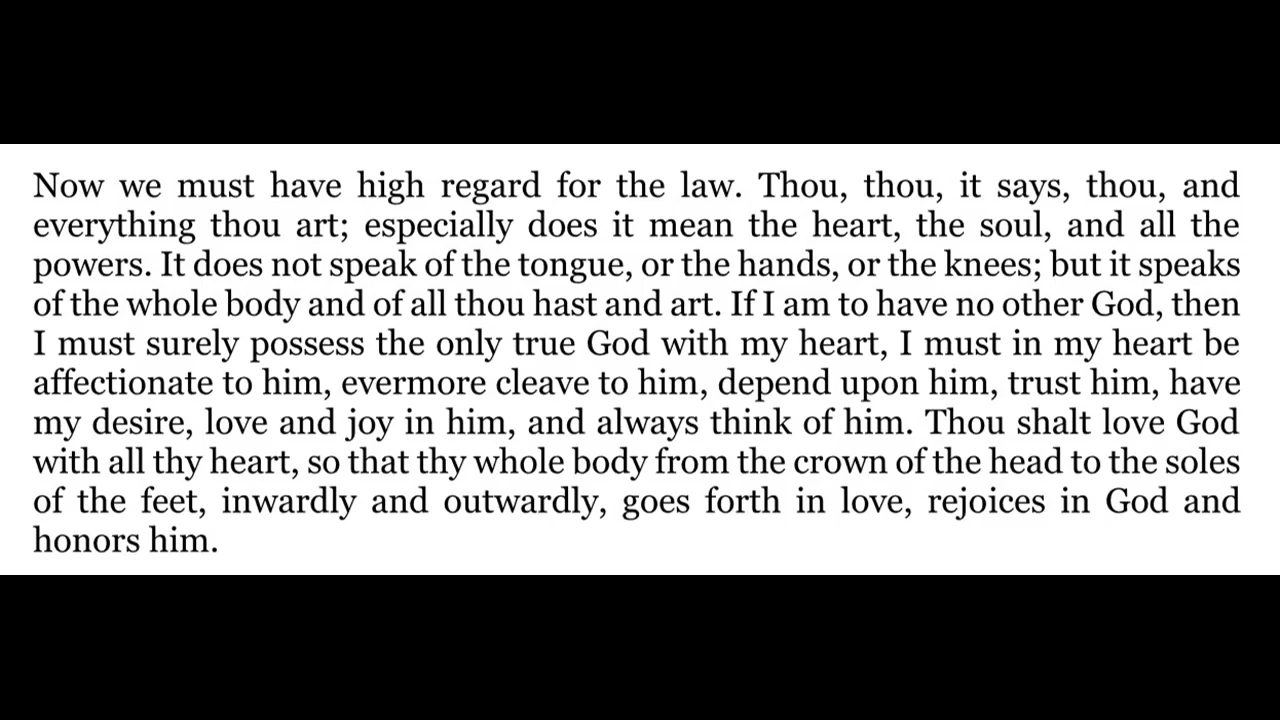 Now we must have high regard for the law. Thou, thou, it says, thou, and
everything thou art; especially does it mean the heart, the soul, and all the
powers. It does not speak of the tongue, or the hands, or the knees; but it speaks
of the whole body and of all thou hast and art. If I am to have no other God, then
I must surely possess the only true God with my heart, I must in my heart be
affectionate to him, evermore cleave to him, depend upon him, trust him, have
my desire, love and joy in him, and always think of him. Thou shalt love God
with all thy heart, so that thy whole body from the crown of the head to the soles
of the feet, inwardly and outwardly, goes forth in love, rejoices in God and
honors him.